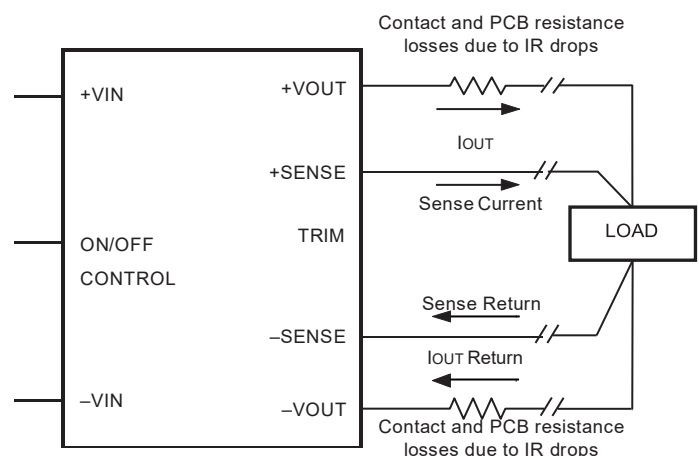 Contact and PCB resistance
losses due to IR drops
+VIN
+VOUT
IOUT
+SENSE
Sense Current
ON/OFF
CONTROL
TRIM
LOAD
Sense Return
–SENSE
IOUT Return
–VIN
–VOUT
Contact and PCB resistance
losses due to IR drops